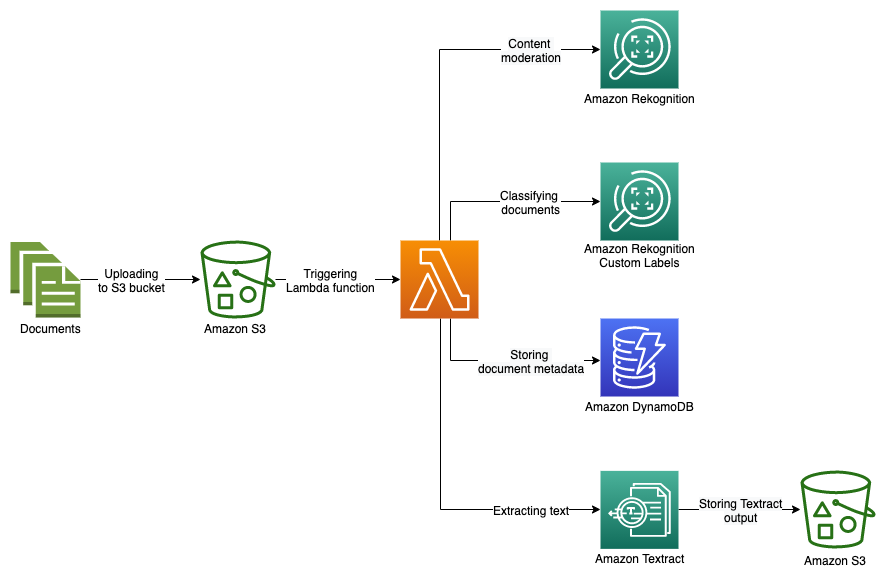 Content
moderation
Amazon Rekognition
Classifying
documents
Amazon Rekognition
Custom Labels
Documents
Uploading
to S3 bucket
Amazon S3
Triggering
Lambda function
Storing
document metadata
Amazon DynamoDB
Extracting text
T
Amazon Textract
Storing Textract
output
Amazon S3